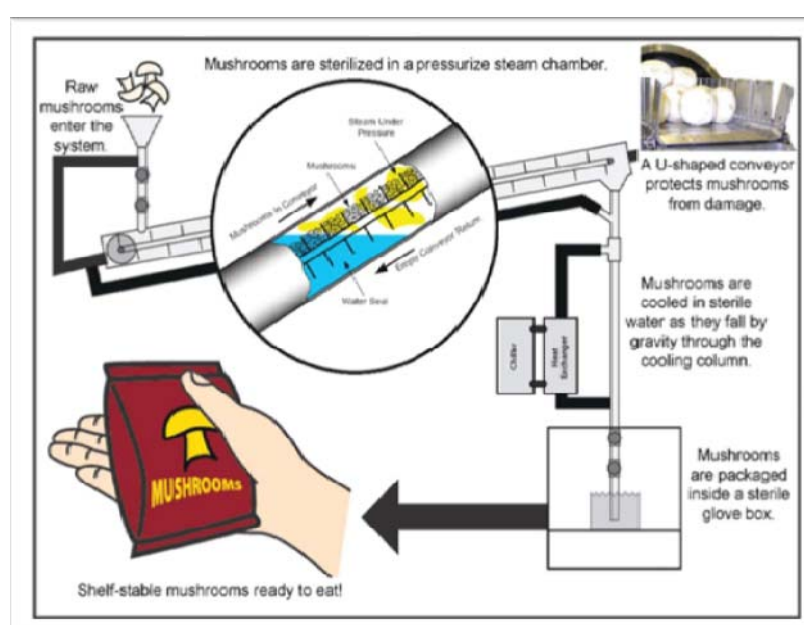 Mushrooms are sterilized in a pressurize steam chamber.
Raw
mushrooms
enter the
system.
Steam Under
Pressure
Mushrooms
Mushrooms In Conveyor
Empty Conveyor Return
Water Seal
A U-shaped conveyor
protects mushrooms
from damage.
Mushrooms are
cooled in sterile
water as they fall by
gravity through the
cooling column.
Chiller
Heat
Exchanger
Mushrooms
are packaged
inside a sterile
glove box.
MUSHROOMS
Shelf-stable mushrooms ready to eat!